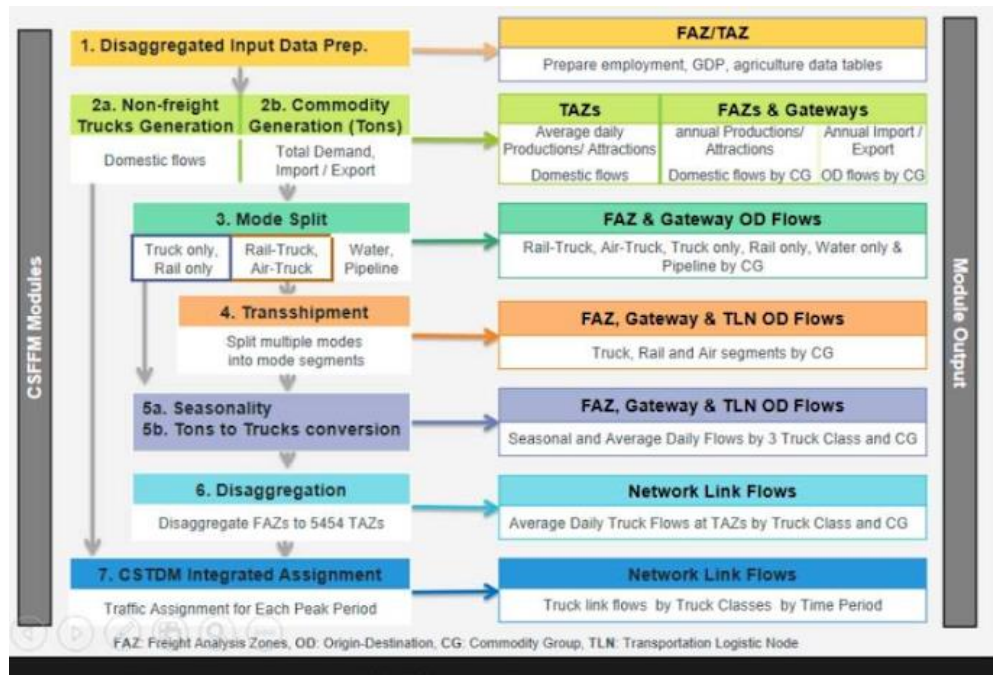 CSFFM Modules
1. Disaggregated Input Data Prep.
FAZ/TAZ
Prepare employment, GDP, agriculture data tables
2a. Non-freight
Trucks Generation
Domestic flows
2b. Commodity
Generation (Tons)
Total Demand,
Import / Export
TAZs
Average daily
Productions/ Attractions
Domestic flows
FAZs & Gateways
annual Productions/
Attractions
Domestic flows by CG
Annual Import /
Export
OD flows by CG
3. Mode Split
Truck only,
Rail only
Rail-Truck,
Air-Truck
Water,
Pipeline
FAZ & Gateway OD Flows
Rail-Truck, Air-Truck, Truck only, Rail only, Water only &
Pipeline by CG
4. Transshipment
Split multiple modes
into mode segments
FAZ, Gateway & TLN OD Flows
Truck, Rail and Air segments by CG
5a. Seasonality
5b. Tons to Trucks conversion
FAZ, Gateway & TLN OD Flows
Seasonal and Average Daily Flows by 3 Truck Class and CG
6. Disaggregation
Disaggregate FAZs to 5454 TAZs
Network Link Flows
Average Daily Truck Flows at TAZs by Truck Class and CG
7. CSTDM Integrated Assignment
Traffic Assignment for Each Peak Period
Network Link Flows
Truck link flows by Truck Classes by Time Period
Module Output
FAZ: Freight Analysis Zones, OD: Origin-Destination, CG: Commodity Group, TLN: Transportation Logistic Node